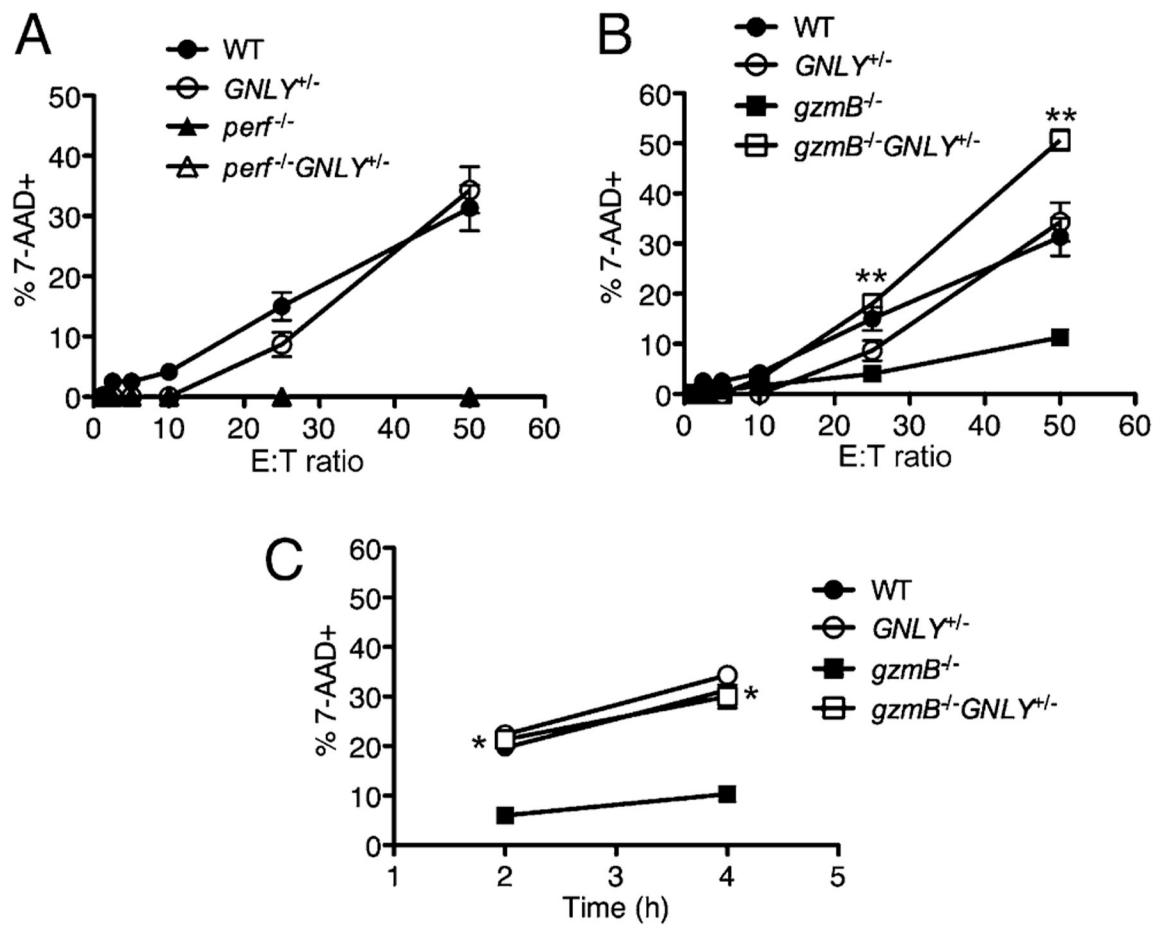 A
WT
GNLY+/-
perf-/-
perf-/-GNLY+/-
% 7-AAD+
50
40
30
20
10
0
0 10 20 30 40 50 60
E:T ratio
B
WT
GNLY+/-
gzmB-/-
gzmB-/-GNLY+/-
% 7-AAD+
60
50
40
30
20
10
0
**
**
0 10 20 30 40 50 60
E:T ratio
C
% 7-AAD+
60
50
40
30
20
10
0
*
*
1 2 3 4 5
Time (h)
WT
GNLY+/-
gzmB-/-
gzmB-/-GNLY+/-